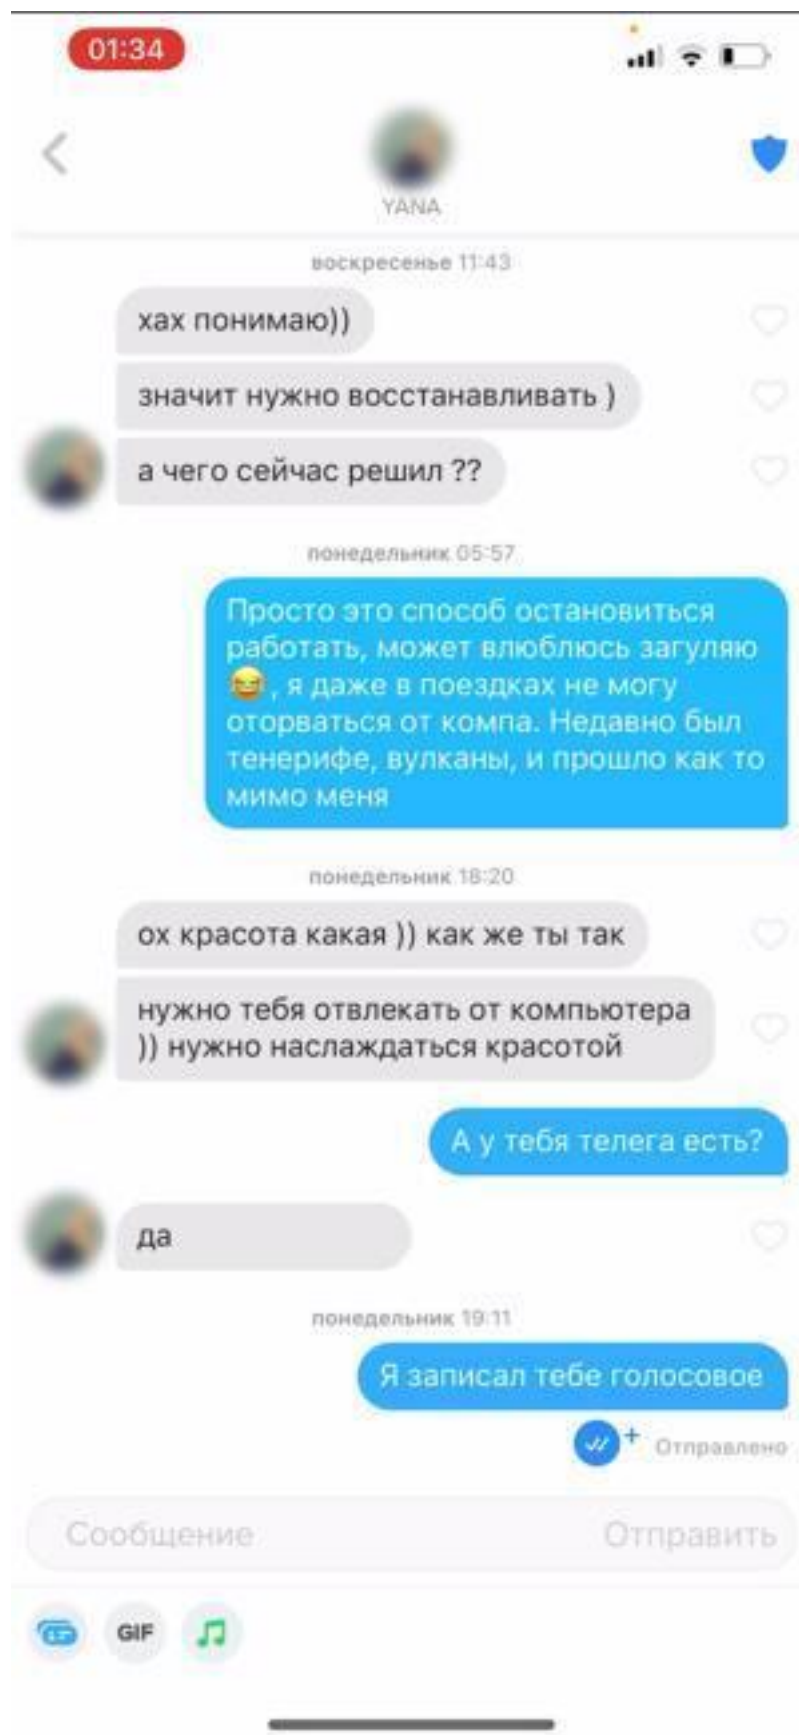 01:34
YANA
воскресенье 11:43
хах понимаю))
значит нужно восстанавливать )
а чего сейчас решил ??
понедельник 05:57
Просто это способ остановиться
работать, может влюблюсь загуляю
😂, я даже в поездках не могу
оторваться от компа. Недавно был
тенерифе, вулканы, и прошло как то
мимо меня
понедельник 18:20
ох красота какая )) как же ты так
нужно тебя отвлекать от компьютера
)) нужно наслаждаться красотой
А у тебя телега есть?
да
понедельник 19:11
Я записал тебе голосовое
Отправлено
Сообщение Отправить
GIF